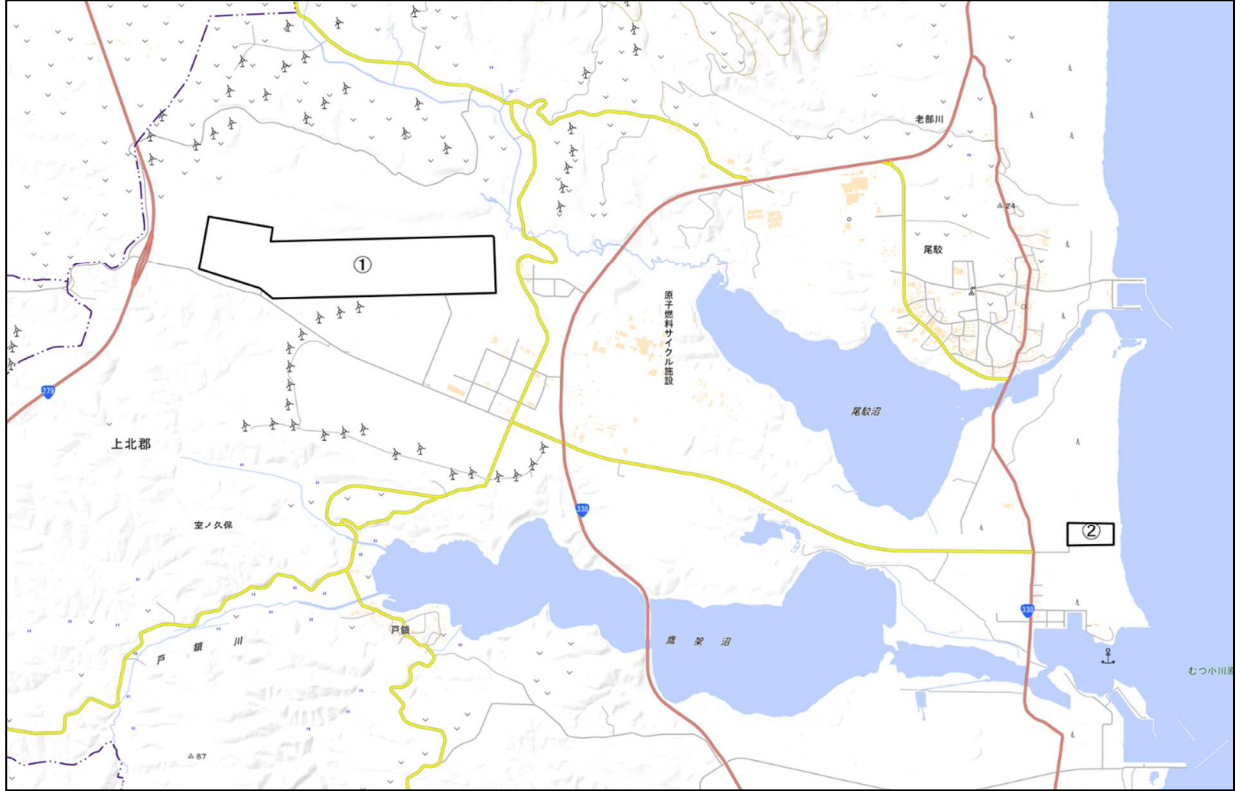 老部川
24
尾駮
①
原子燃料サイクル施設
279
尾駮沼
上北郡
338
室ノ久保
②
338
戸鎖
鷹架沼
戸鎖川
むつ小川原
87